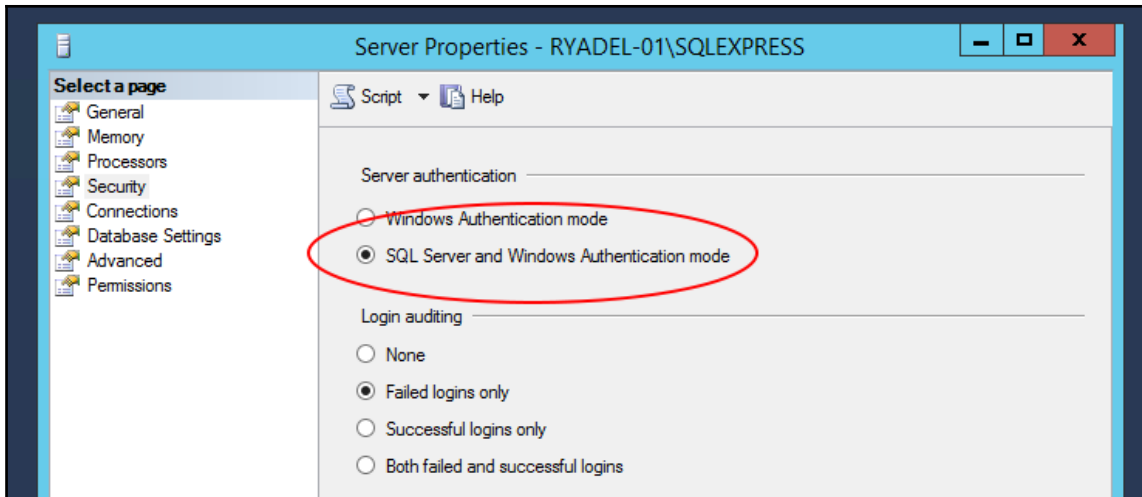 Server Properties - RYADEL-01\SQLEXPRESS
Select a page
General
Memory
Processors
Security
Connections
Database Settings
Advanced
Permissions
Script
Help
Server authentication
Windows Authentication mode
SQL Server and Windows Authentication mode
Login auditing
None
Failed logins only
Successful logins only
Both failed and successful logins